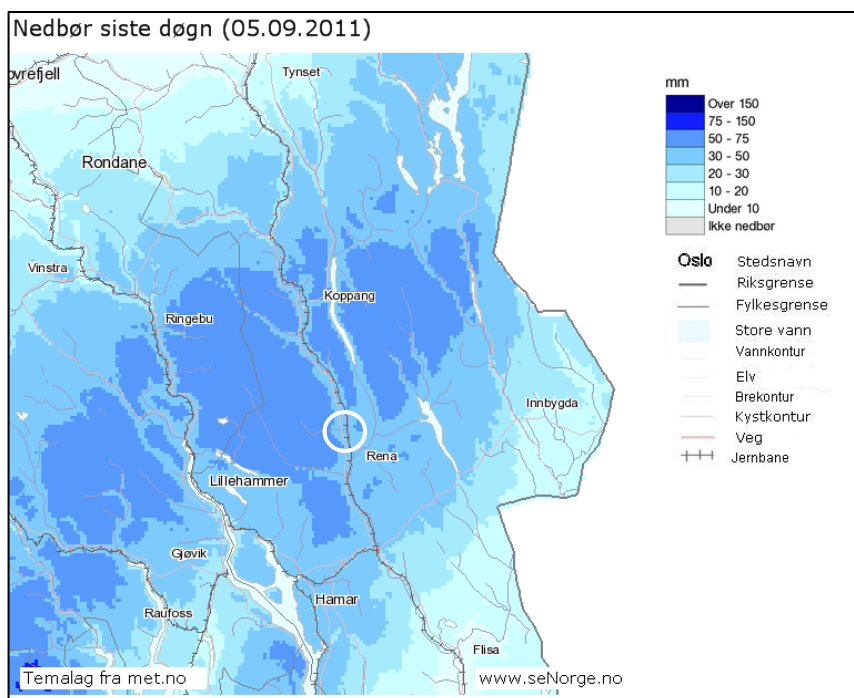 Nedbør siste døgn (05.09.2011)
ovrefjell
Tynset
Rondane
Vinstra
Koppang
Ringebu
Innbygda
Rena
Lillehammer
Gjøvik
Hamar
Raufoss
Flisa
Temalag fra met.no
www.seNorge.no
mm
Over 150
75 - 150
50 - 75
30 - 50
20 - 30
10 - 20
Under 10
Ikke nedbør
Oslo Stedsnavn
Riksgrense
Fylkesgrense
Store vann
Vannkontur
Elv
Brekontur
Kystkontur
Veg
Jernbane